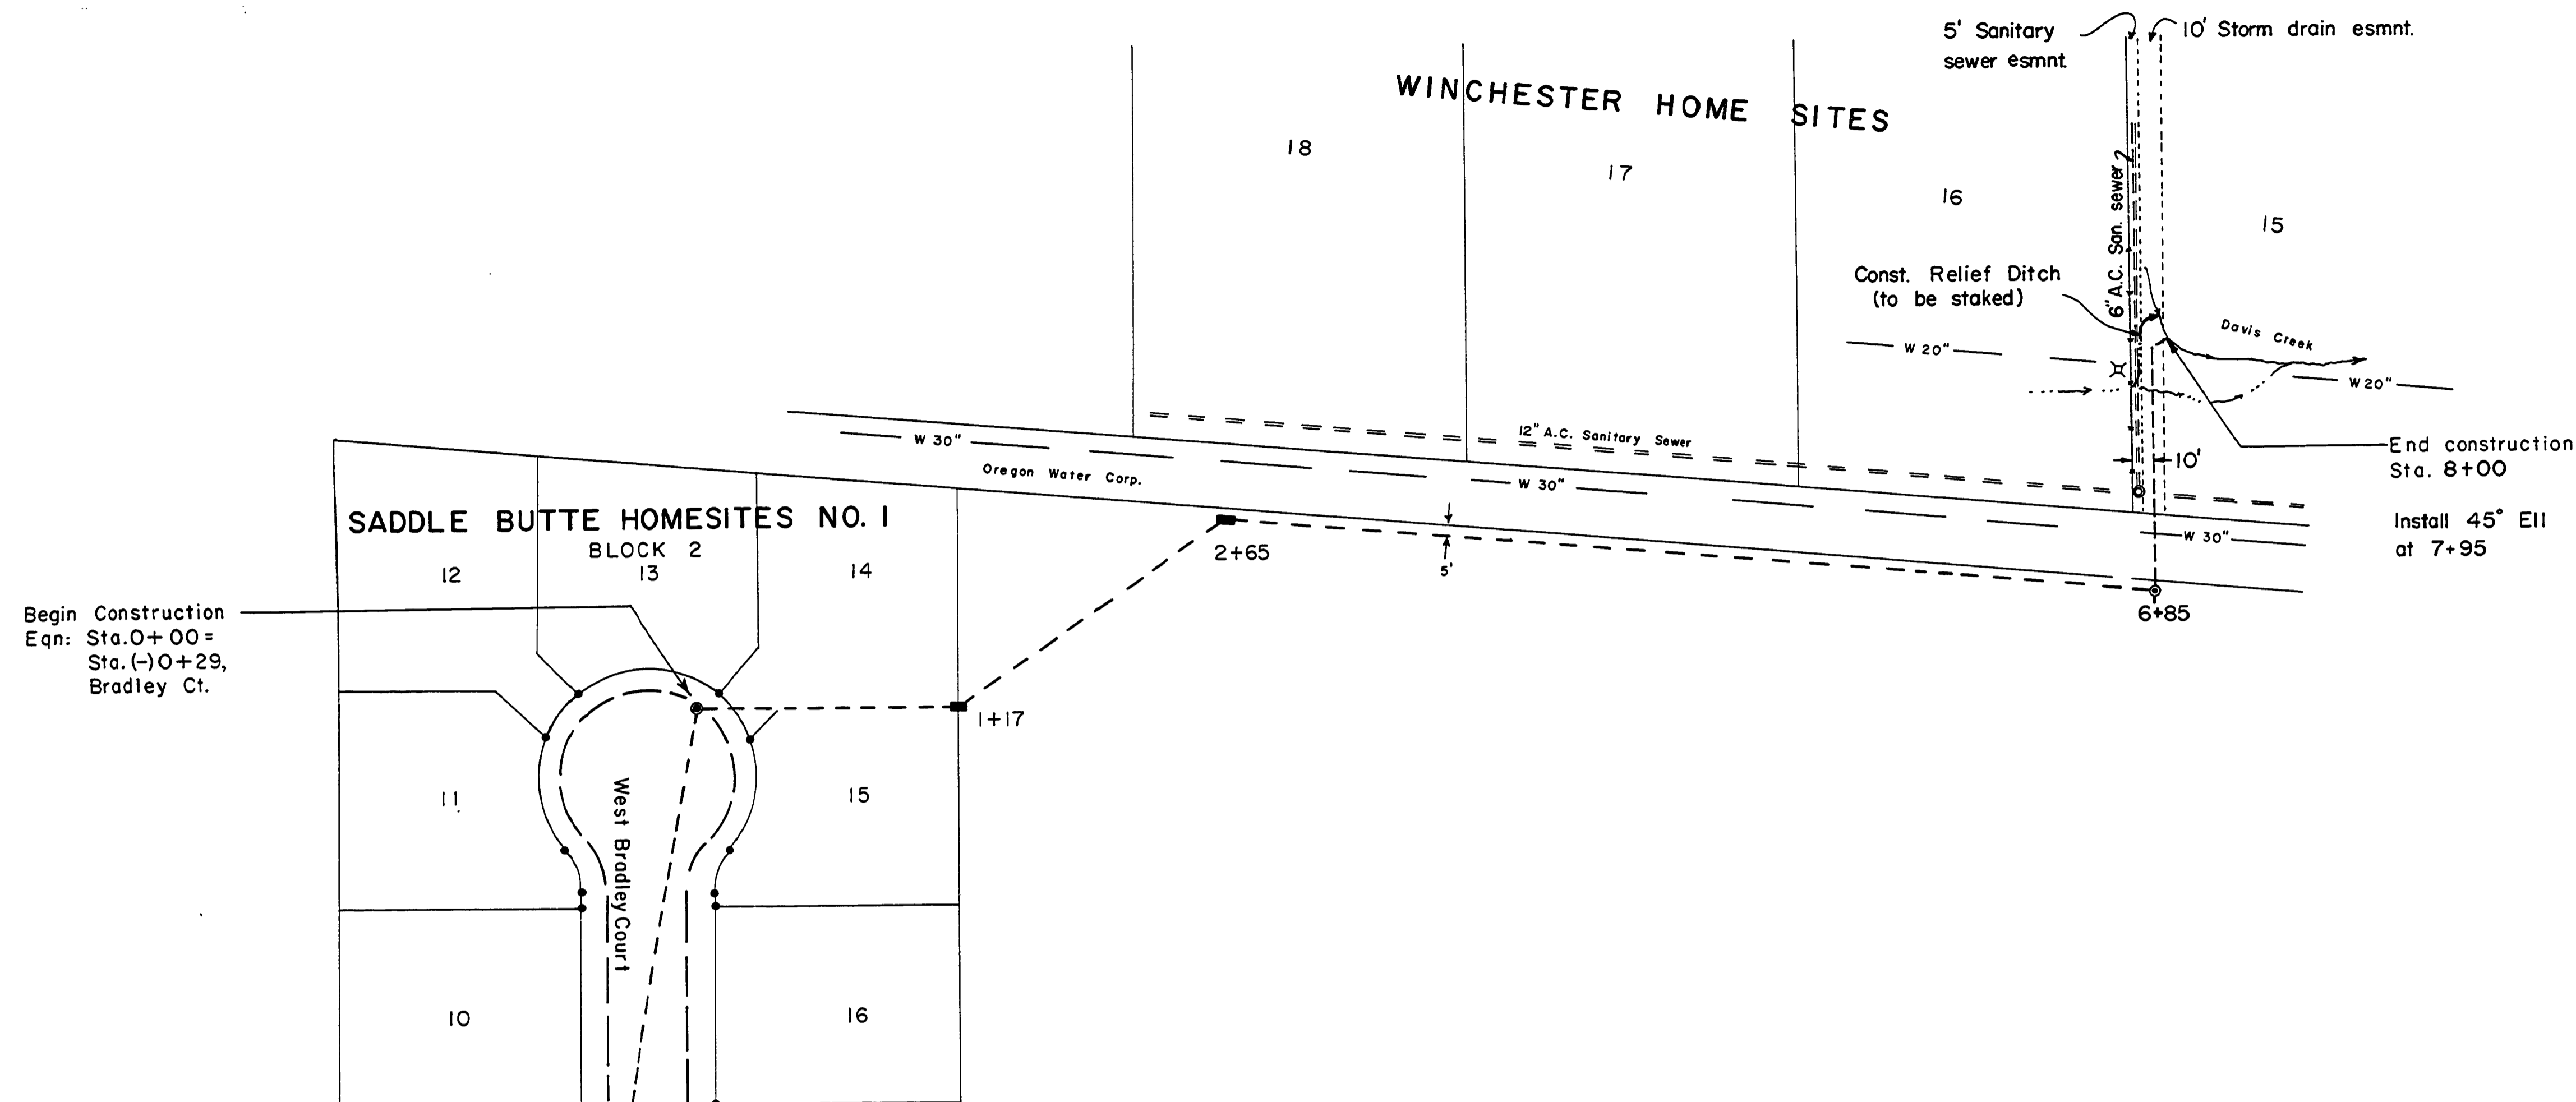 5' Sanitary
sewer esmnt.
10' Storm drain esmnt.
WINCHESTER HOME SITES
18
17
16
15
6" A.C. San. sewer
Const. Relief Ditch
(to be staked)
Davis Creek
W 20"
W 20"
12" A.C. Sanitary Sewer
W 30"
Oregon Water Corp.
W 30"
W 30"
10'
End construction
Sta. 8+00
Install 45° Ell
at 7+95
SADDLE BUTTE HOMESITES NO. 1
BLOCK 2
12
13
14
2+65
5'
6+85
Begin Construction
Eqn: Sta. 0+00 =
Sta. (-) 0+29,
Bradley Ct.
1+17
11
15
West Bradley Court
10
16